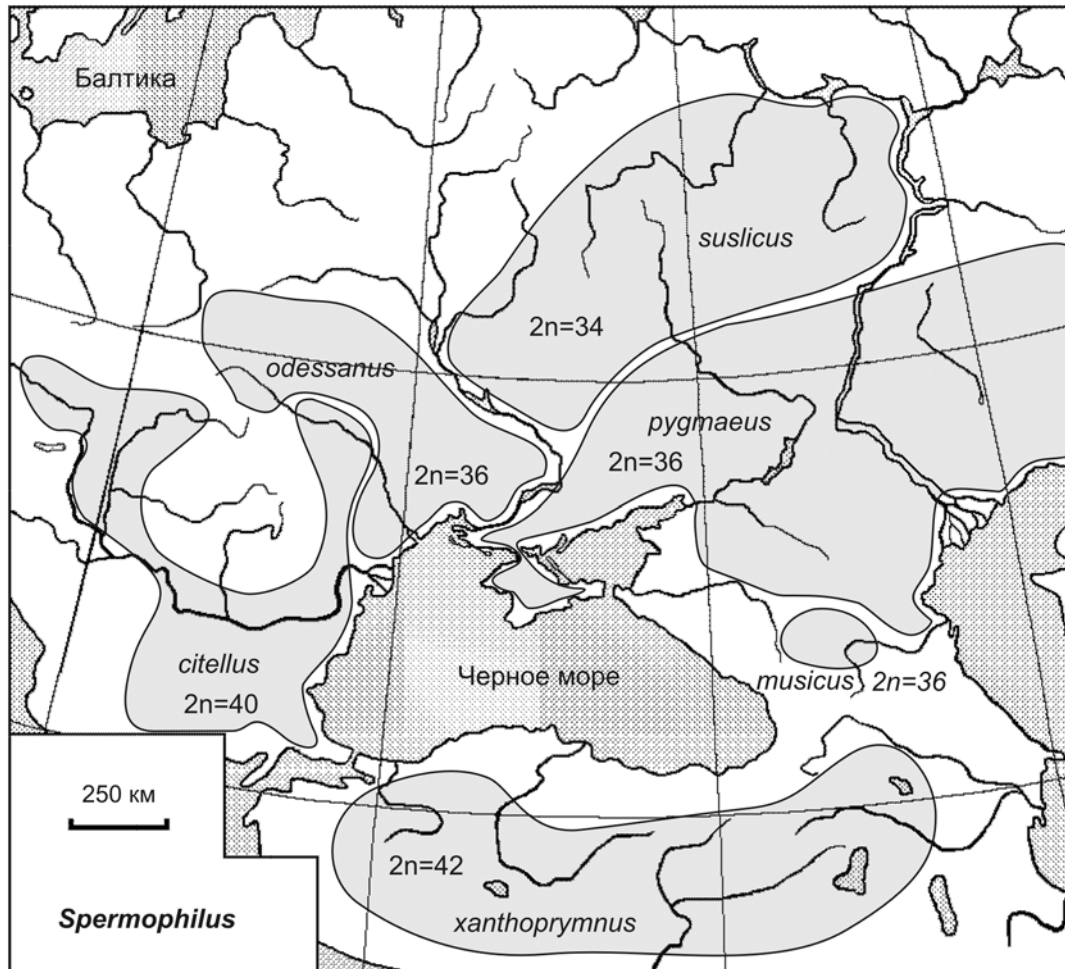 Балтика
suslicus
2n=34
odessanus
pygmaeus
2n=36
2n=36
citellus
2n=40
Черное море
musicus 2n=36
250 км
2n=42
Spermophilus
xanthoprymnus